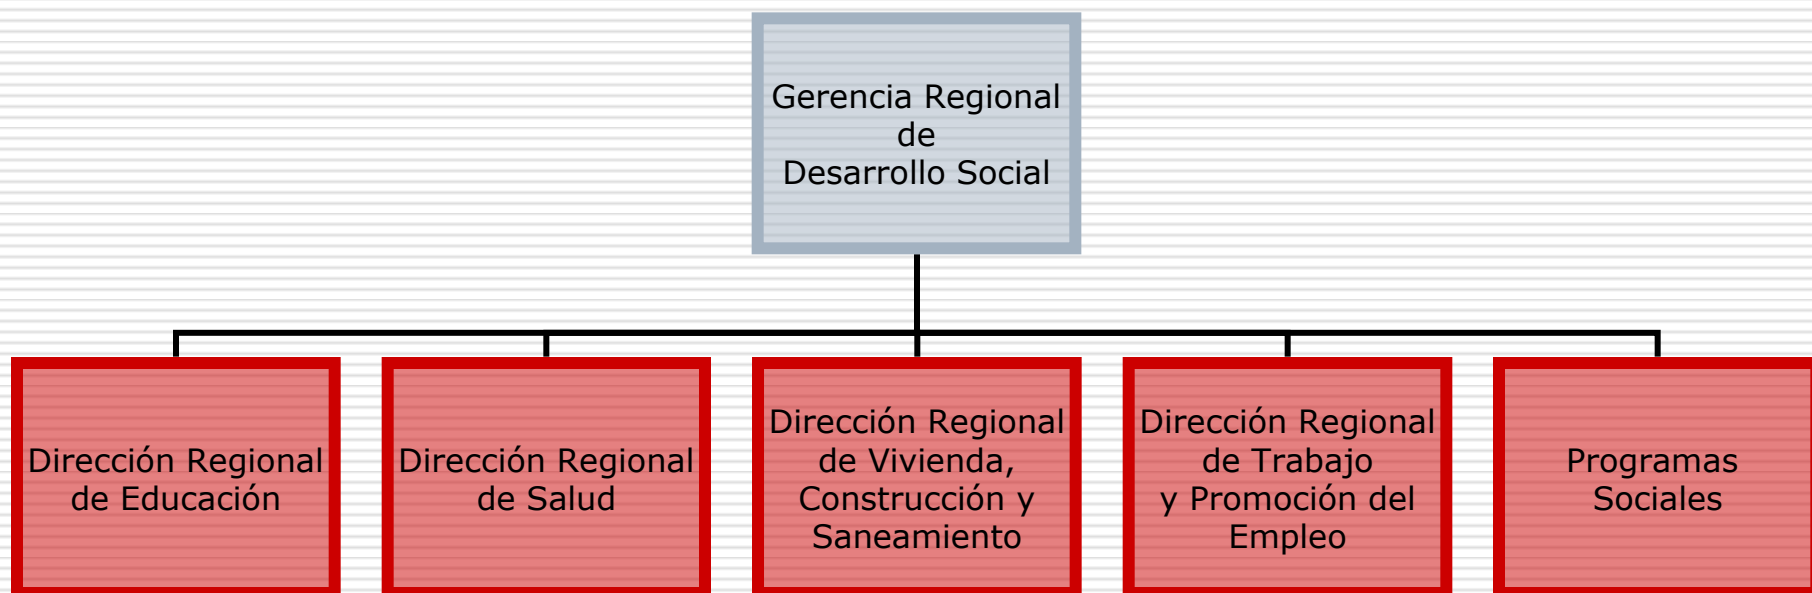 Gerencia Regional
de
Desarrollo Social
Dirección Regional
de Educación
Dirección Regional
de Salud
Dirección Regional
de Vivienda,
Construcción y
Saneamiento
Dirección Regional
de Trabajo
y Promoción del
Empleo
Programas
Sociales